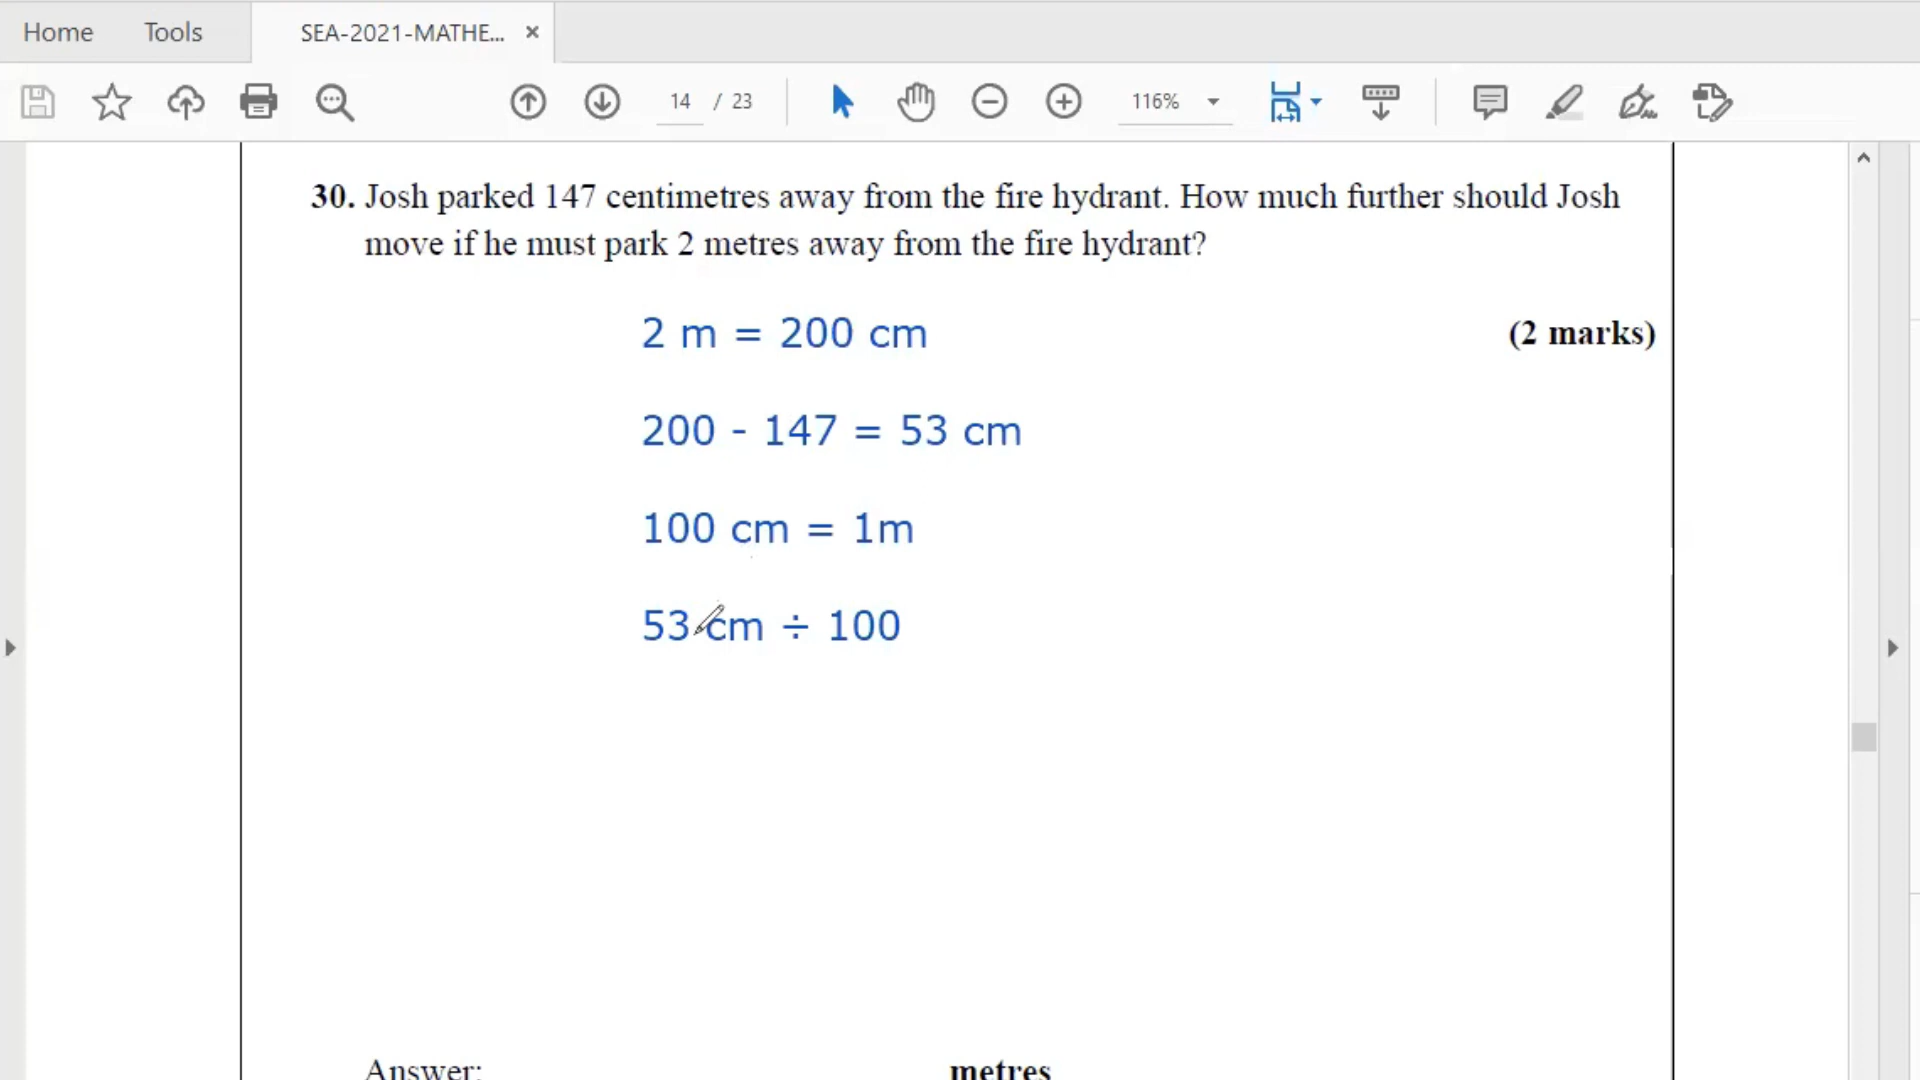 Home Tools SEA-2021-MATHE... ×
14 / 23 116%
30. Josh parked 147 centimetres away from the fire hydrant. How much further should Josh
move if he must park 2 metres away from the fire hydrant?
2 m = 200 cm
(2 marks)
200 - 147 = 53 cm
100 cm = 1m
53 cm ÷ 100
Answer: metres